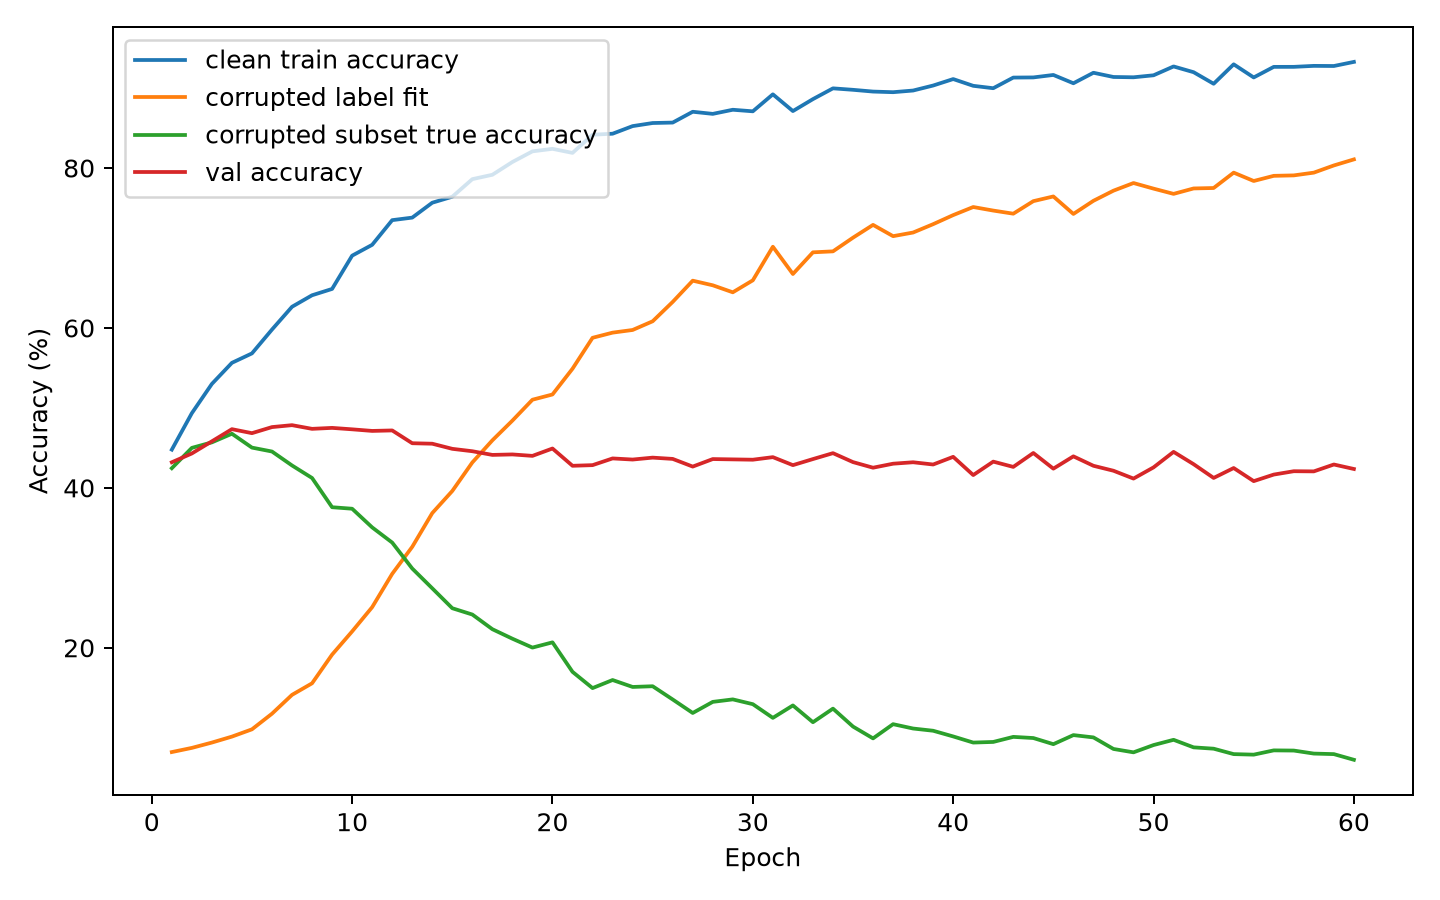 clean train accuracy
corrupted label fit
corrupted subset true accuracy
val accuracy
80
60
40
20
Accuracy (%)
0 10 20 30 40 50 60
Epoch